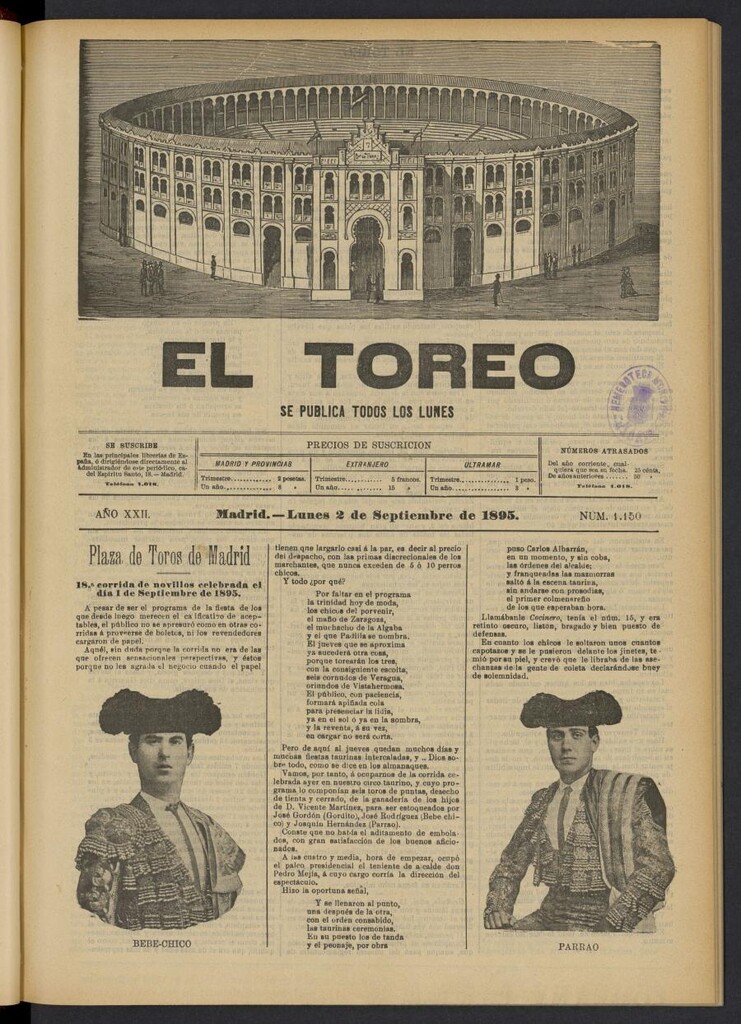 EL TOREO
SE PUBLICA TODOS LOS LUNES
HEMEROTECA
SE SUSCRIBE
En las principales librerías de Es-
paña, ó dirigiéndose directamente al
Administrador de este periódico, ca-
lle del Espíritu Santo, 18.—Madrid.
Teléfono 1.018.
PRECIOS DE SUSCRICION
MADRID Y PROVINCIAS
Trimestre............ 2 pesetas.
Un año............ 8 »
EXTRANJERO
Trimestre............ 5 francos.
Un año............ 15 »
ULTRAMAR
Trimestre............ 1 peso.
Un año............ 3 »
NÚMEROS ATRASADOS
Del año corriente, cual-
quiera que sea su fecha. 25 cénts.
De años anteriores....... 50 »
Teléfono 1.018.
AÑO XXII.
Madrid.—Lunes 2 de Septiembre de 1895.
NÚM. 1.150
Plaza de Toros de Madrid
18.ª corrida de novillos celebrada el
día 1 de Septiembre de 1895.
A pesar de ser el programa de la fiesta de los
que desde luego merecen el calificativo de acep-
tables, el público no se apresuró como en otras co-
rridas á proveerse de boletos, ni los revendedores
cargaron de papel.
Aquél, sin duda porque la corrida no era de las
que ofrecen sensacionales perspectivas, y éstos
porque no les agrada el negocio cuando el papel
BEBE-CHICO
tienen que largarlo casi á la par, es decir al precio
del despacho, con las primas discrecionales de los
marchantes, que nunca exceden de 5 ó 10 perros
chicos.
Y todo ¿por qué?
Por faltar en el programa
la trinidad hoy de moda,
los chicos del porvenir,
el maño de Zaragoza,
el muchacho de la Algaba
y el que Padilla se nombra.
El jueves que se aproxima
ya sucederá otra cosa,
porque torearán los tres,
con la consiguiente escolta,
seis cornudos de Veragua,
oriundos de Vistahermosa.
El público, con paciencia,
formará apiñada cola
para presenciar la lidia,
ya en el sol ó ya en la sombra,
y la reventa, á su vez,
en cargar no será corta.
Pero de aquí al jueves quedan muchos días y
muchas fiestas taurinas intercaladas, y... Dios so-
bre todo, como se dice en los almanaques.
Vamos, por tanto, á ocuparnos de la corrida ce-
lebrada ayer en nuestro circo taurino, y cuyo pro-
grama lo componían seis toros de puntas, desecho
de tienta y cerrado, de la ganadería de los hijos
de D. Vicente Martínez, para ser estoqueados por
José Gordón (Gordito), José Rodríguez (Bebe-chi-
co) y Joaquín Hernández (Parrao).
Conste que no había el aditamento de embola-
dos, con gran satisfacción de los buenos aficio-
nados.
A las cuatro y media, hora de empezar, ocupó
el palco presidencial el teniente de alcalde don
Pedro Mejía, á cuyo cargo corría la dirección del
espectáculo.
Hizo la oportuna señal,
Y se llenaron al punto,
una después de la otra,
con el orden consabido,
las taurinas ceremonias.
En su puesto los de tanda
y el peonaje, por obra
puso Carlos Albarrán,
en un momento, y sin coba,
las órdenes del alcalde;
y franqueadas las mazmorras
saltó á la escena taurina,
sin andarse con prosodias,
el primer colmenareño
de los que esperaban hora.
Llamábanle Cocinero, tenía el núm. 15, y era
retinto oscuro, listón, bragado y bien puesto de
defensas.
En cuanto los chicos le soltaron unos cuantos
capotazos y se le pusieron delante los jinetes, te-
mió por su piel, y creyó que le libraba de las ase-
chanzas de la gente de coleta declarándose buey
de solemnidad.
PARRAO